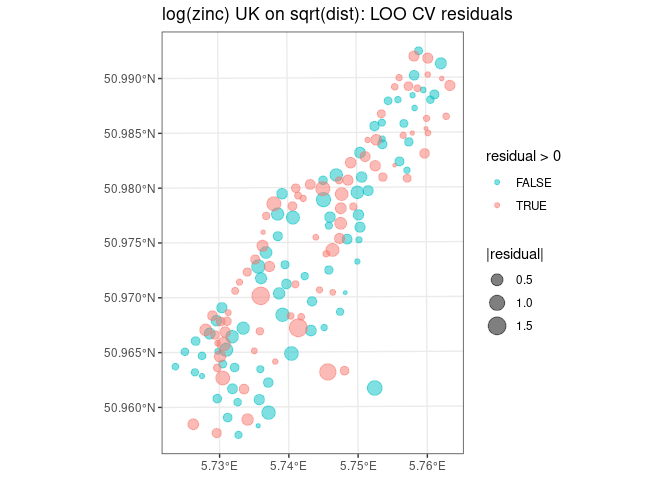 log(zinc) UK on sqrt(dist): LOO CV residuals
50.990°N
50.985°N
50.980°N
50.975°N
50.970°N
50.965°N
50.960°N
5.73°E
5.74°E
5.75°E
5.76°E
residual > 0
FALSE
TRUE
|residual|
0.5
1.0
1.5